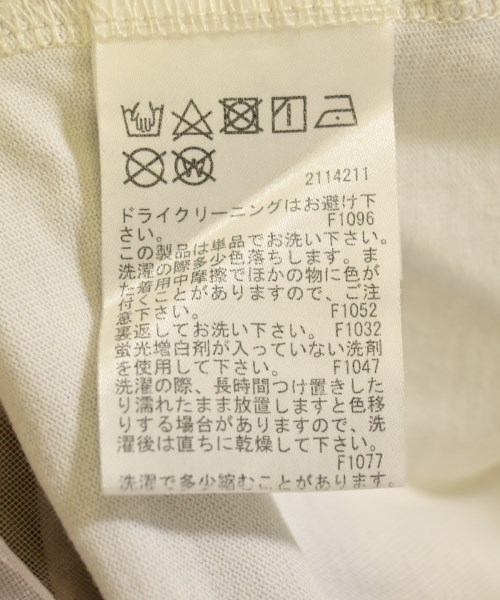 2114211
ドライクリーニングはお避け下
さい。 F1096
この製品は単品でお洗い下さい。
洗濯の際多少色落ちします。ま
た着用中摩擦でほかの物に色が
付くことがありますので、ご注
意下さい。 F1052
裏返してお洗い下さい。 F1032
蛍光増白剤が入っていない洗剤
を使用して下さい。 F1047
洗濯の際、長時間つけ置きした
り濡れたまま放置しますと色移
りする場合がありますので、洗
濯後は直ちに乾燥して下さい。
F1077
洗濯で多少縮むことがあります。